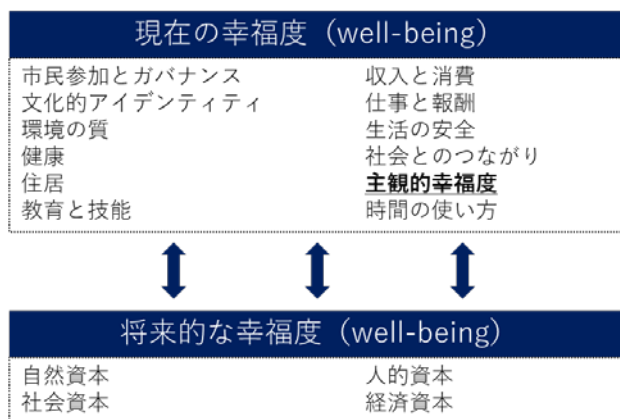 現在の幸福度（well-being）
市民参加とガバナンス
文化的アイデンティティ
環境の質
健康
住居
教育と技能
収入と消費
仕事と報酬
生活の安全
社会とのつながり
主観的幸福度
時間の使い方
将来的な幸福度（well-being）
自然資本
社会資本
人的資本
経済資本